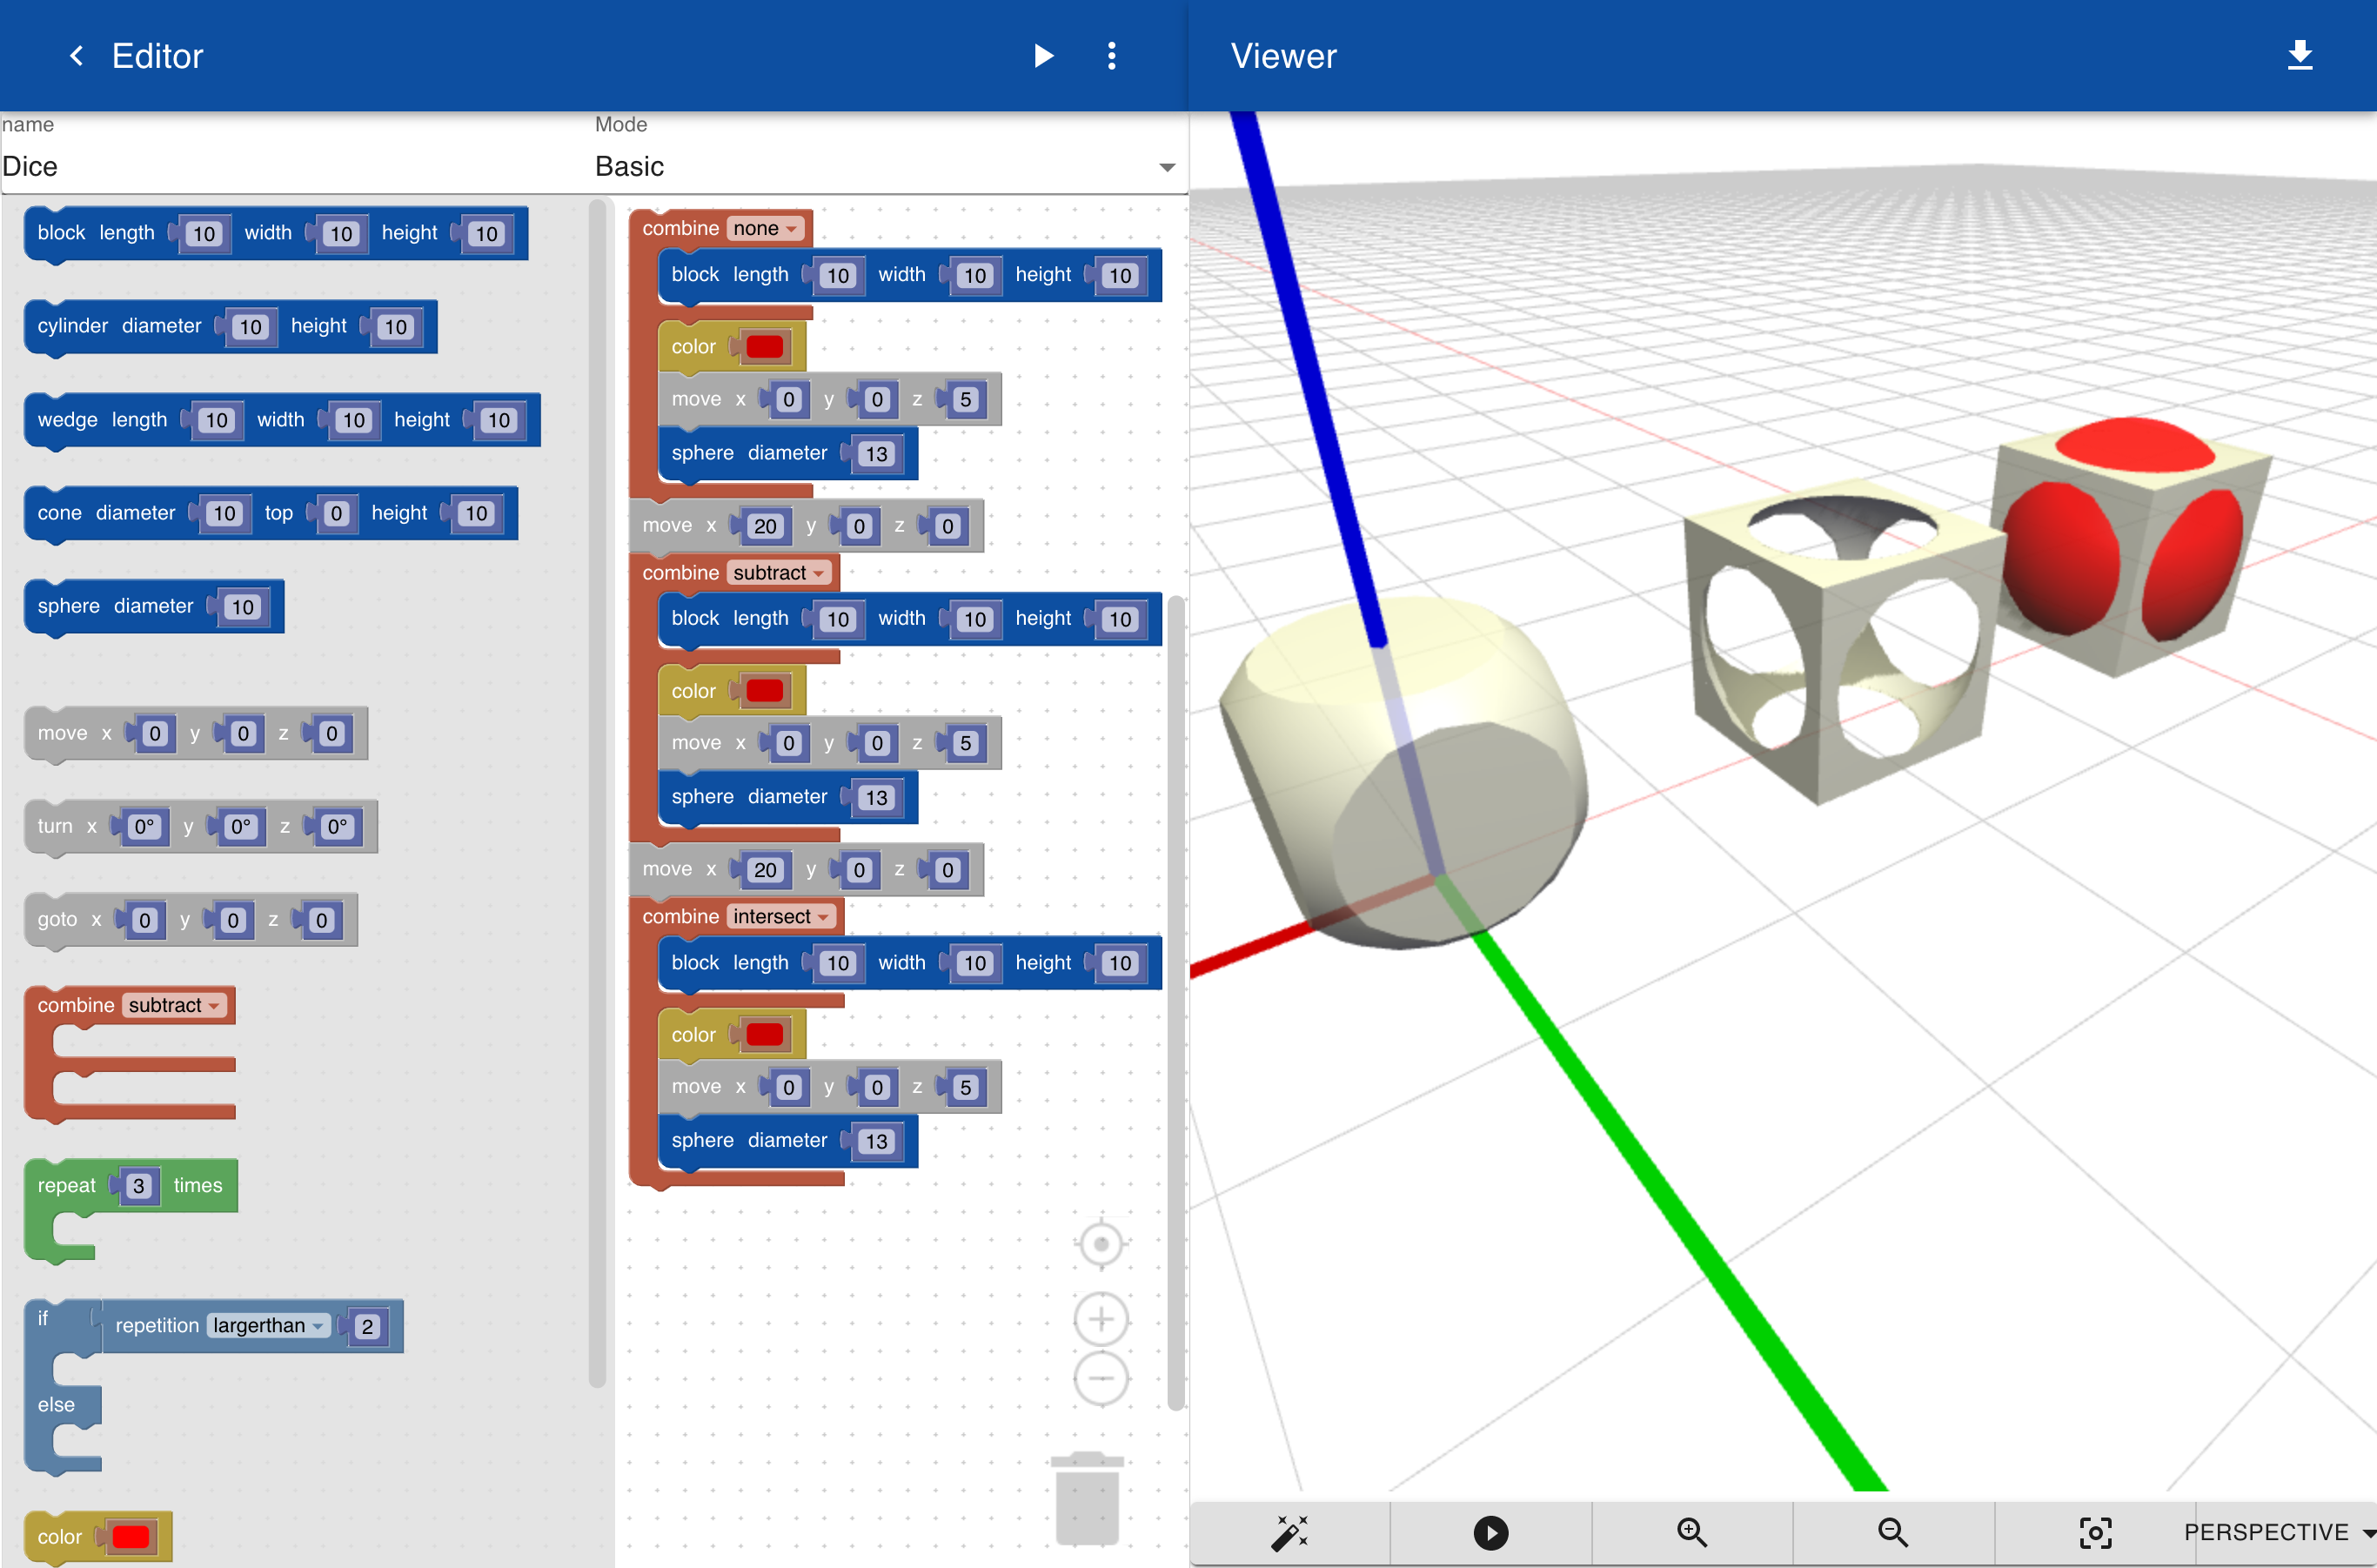 Editor
Viewer
name
Mode
Dice
Basic
block length 10 width 10 height 10
cylinder diameter 10 height 10
wedge length 10 width 10 height 10
cone diameter 10 top 0 height 10
sphere diameter 10
move x 0 y 0 z 0
turn x 0° y 0° z 0°
goto x 0 y 0 z 0
combine subtract
repeat 3 times
if repetition largerthan 2
else
color
combine none
block length 10 width 10 height 10
color
move x 0 y 0 z 5
sphere diameter 13
move x 20 y 0 z 0
combine subtract
block length 10 width 10 height 10
color
move x 0 y 0 z 5
sphere diameter 13
move x 20 y 0 z 0
combine intersect
block length 10 width 10 height 10
color
move x 0 y 0 z 5
sphere diameter 13
PERSPECTIVE